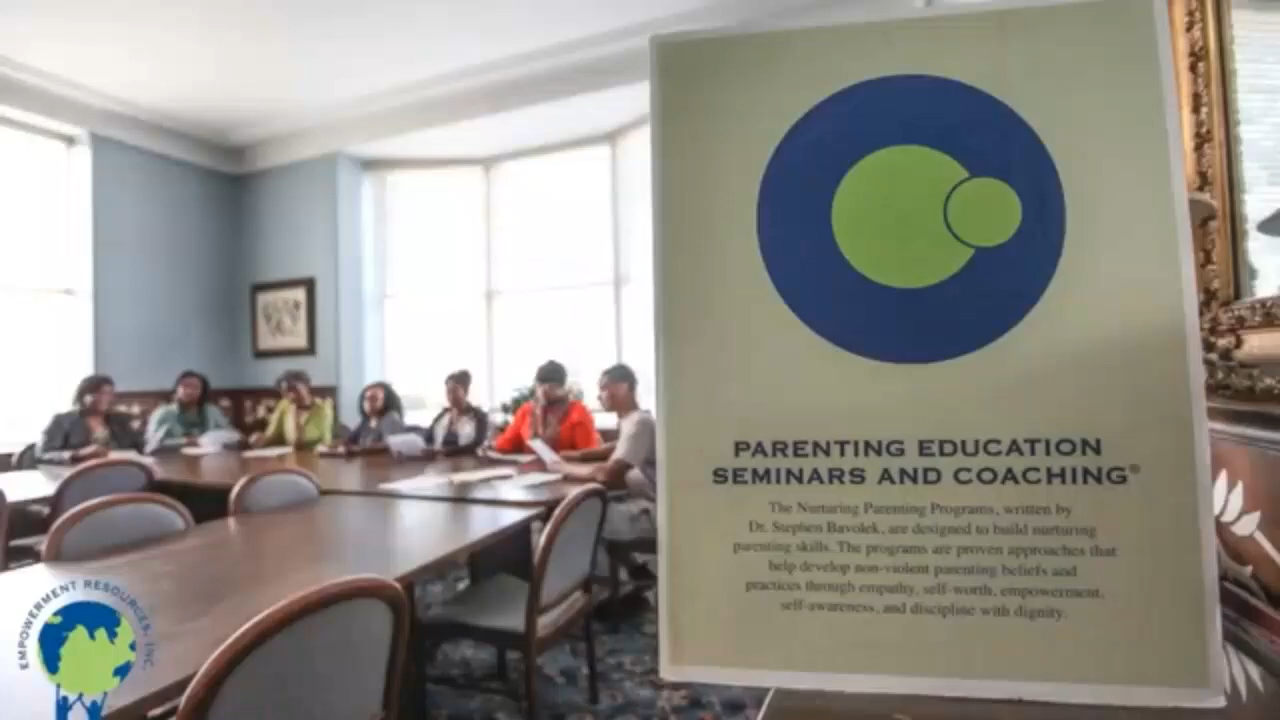 PARENTING EDUCATION
SEMINARS AND COACHING®
The Nurturing Parenting Programs, written by
Dr. Stephen Bavolek, are designed to build nurturing
parenting skills. The programs are proven approaches that
help develop non-violent parenting beliefs and
practices through empathy, self-worth, empowerment,
self-awareness, and discipline with dignity.
EMPOWERMENT RESOURCES, INC.